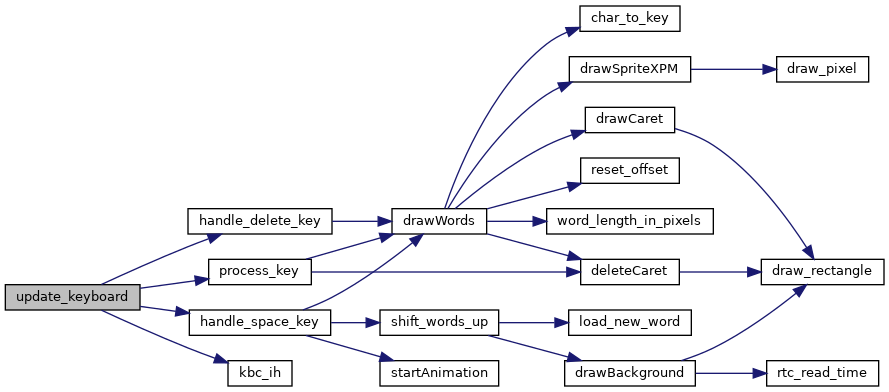 char_to_key
drawSpriteXPM
draw_pixel
drawCaret
reset_offset
handle_delete_key
drawWords
word_length_in_pixels
process_key
deleteCaret
draw_rectangle
update_keyboard
handle_space_key
shift_words_up
load_new_word
kbc_ih
startAnimation
drawBackground
rtc_read_time